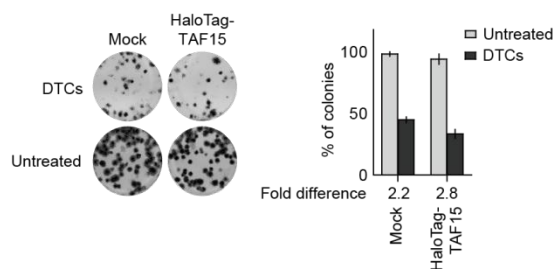 Mock
HaloTag-
TAF15
DTCs
Untreated
Untreated
DTCs
% of colonies
100
50
0
Fold difference
2.2
2.8
Mock
HaloTag-
TAF15